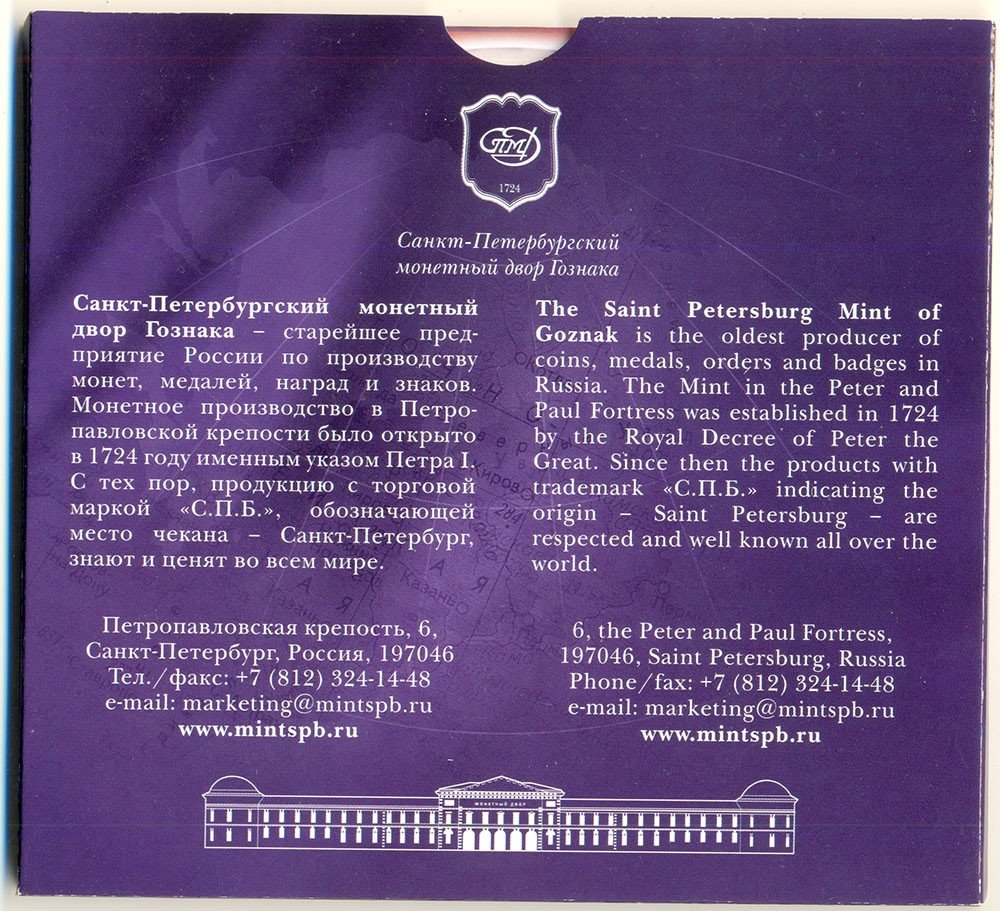 СПМД
1724
Санкт-Петербургский
монетный двор Гознака
Санкт-Петербургский монетный
двор Гознака – старейшее пред-
приятие России по производству
монет, медалей, наград и знаков.
Монетное производство в Петро-
павловской крепости было открыто
в 1724 году именным указом Петра I.
С тех пор, продукцию с торговой
маркой «С.П.Б.», обозначающей
место чекана – Санкт-Петербург,
знают и ценят во всем мире.
Петропавловская крепость, 6,
Санкт-Петербург, Россия, 197046
Тел./факс: +7 (812) 324-14-48
e-mail: marketing@mintspb.ru
www.mintspb.ru
The Saint Petersburg Mint of
Goznak is the oldest producer of
coins, medals, orders and badges in
Russia. The Mint in the Peter and
Paul Fortress was established in 1724
by the Royal Decree of Peter the
Great. Since then the products with
trademark «С.П.Б.» indicating the
origin – Saint Petersburg – are
respected and well known all over the
world.
6, the Peter and Paul Fortress,
197046, Saint Petersburg, Russia
Phone/fax: +7 (812) 324-14-48
e-mail: marketing@mintspb.ru
www.mintspb.ru
МОНЕТНЫЙ ДВОР